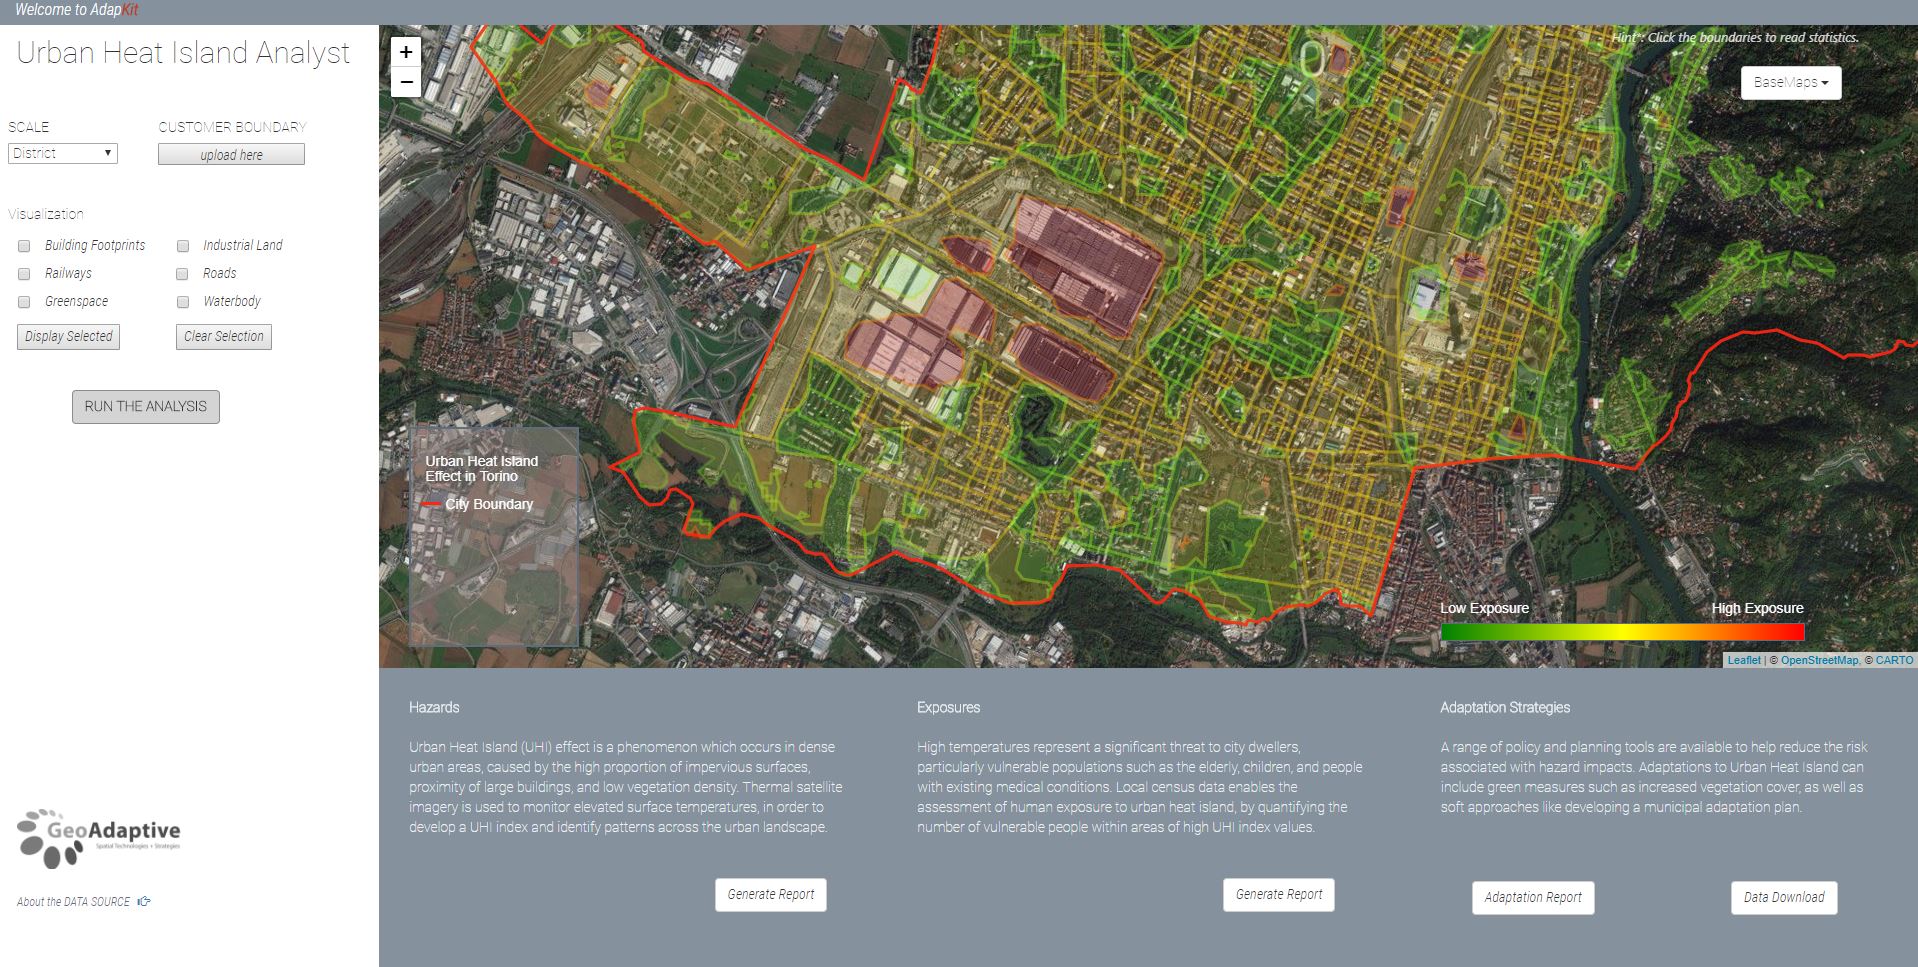 Welcome to AdapKit
Urban Heat Island Analyst
SCALE
CUSTOMER BOUNDARY
District
upload here
Visualization
Building Footprints
Industrial Land
Railways
Roads
Greenspace
Waterbody
Display Selected
Clear Selection
RUN THE ANALYSIS
GeoAdaptive
Spatial Technologies + Strategies
About the DATA SOURCE
+
−
Hint*: Click the boundaries to read statistics.
BaseMaps
Urban Heat Island
Effect in Torino
City Boundary
Low Exposure
High Exposure
Leaflet | © OpenStreetMap, © CARTO
Hazards
Urban Heat Island (UHI) effect is a phenomenon which occurs in dense
urban areas, caused by the high proportion of impervious surfaces,
proximity of large buildings, and low vegetation density. Thermal satellite
imagery is used to monitor elevated surface temperatures, in order to
develop a UHI index and identify patterns across the urban landscape.
Generate Report
Exposures
High temperatures represent a significant threat to city dwellers,
particularly vulnerable populations such as the elderly, children, and people
with existing medical conditions. Local census data enables the
assessment of human exposure to urban heat island, by quantifying the
number of vulnerable people within areas of high UHI index values.
Generate Report
Adaptation Strategies
A range of policy and planning tools are available to help reduce the risk
associated with hazard impacts. Adaptations to Urban Heat Island can
include green measures such as increased vegetation cover, as well as
soft approaches like developing a municipal adaptation plan.
Adaptation Report
Data Download